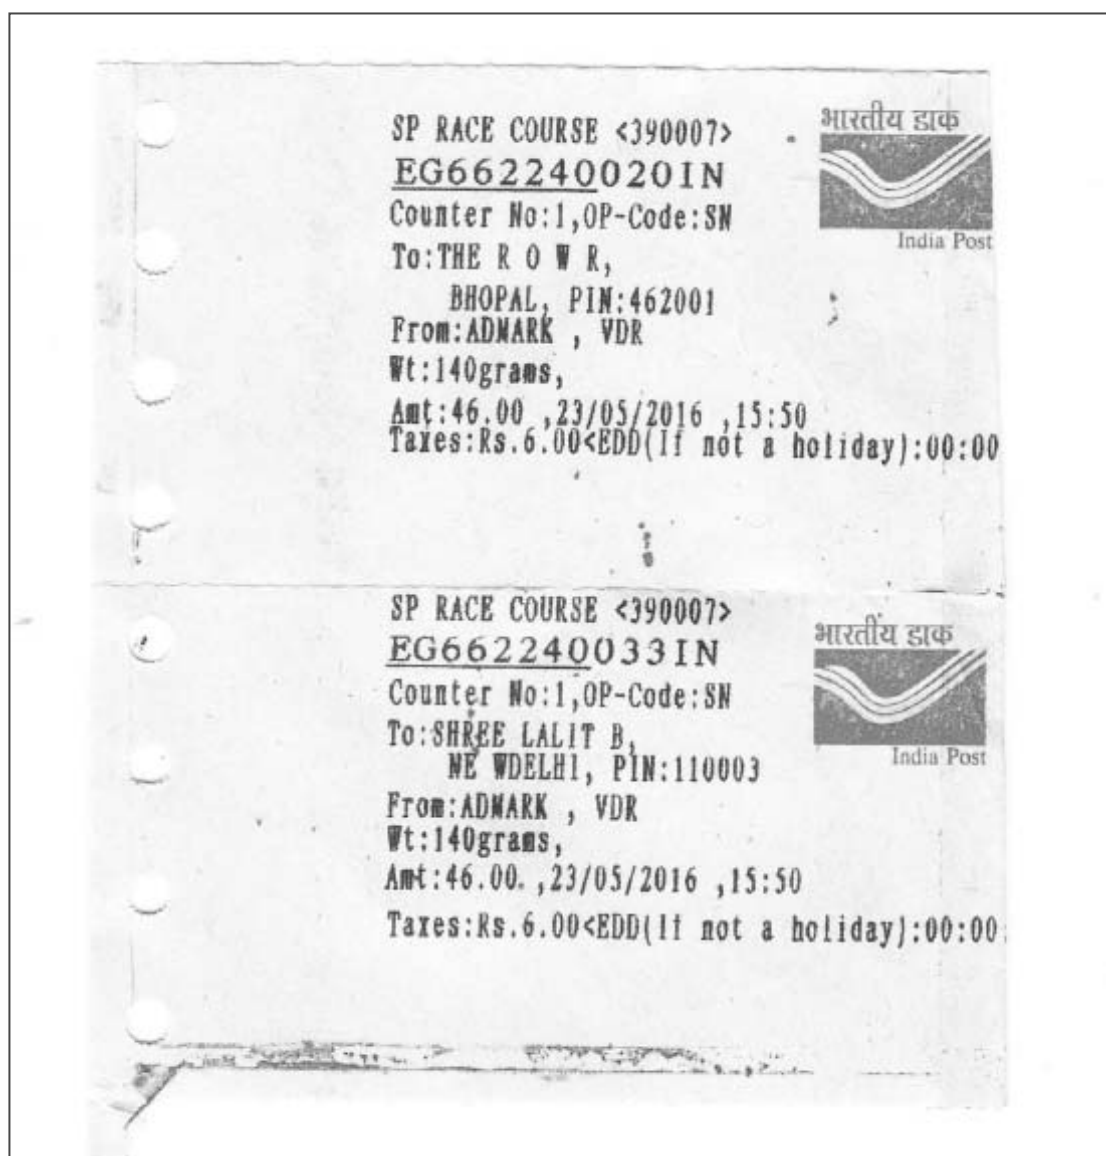 SP RACE COURSE <390007>
भारतीय डाक
EG662240020IN
Counter No:1,OP-Code:SN
India Post
To:THE R O W R,
BHOPAL, PIN:462001
From:ADMARK , VDR
Wt:140grams,
Amt:46.00 ,23/05/2016 ,15:50
Taxes:Rs.6.00<EDD(If not a holiday):00:00
SP RACE COURSE <390007>
भारतीय डाक
EG662240033IN
Counter No:1,OP-Code:SN
To:SHREE LALIT B,
India Post
NE WDELHI, PIN:110003
From:ADMARK , VDR
Wt:140grams,
Amt:46.00 ,23/05/2016 ,15:50
Taxes:Rs.6.00<EDD(If not a holiday):00:00